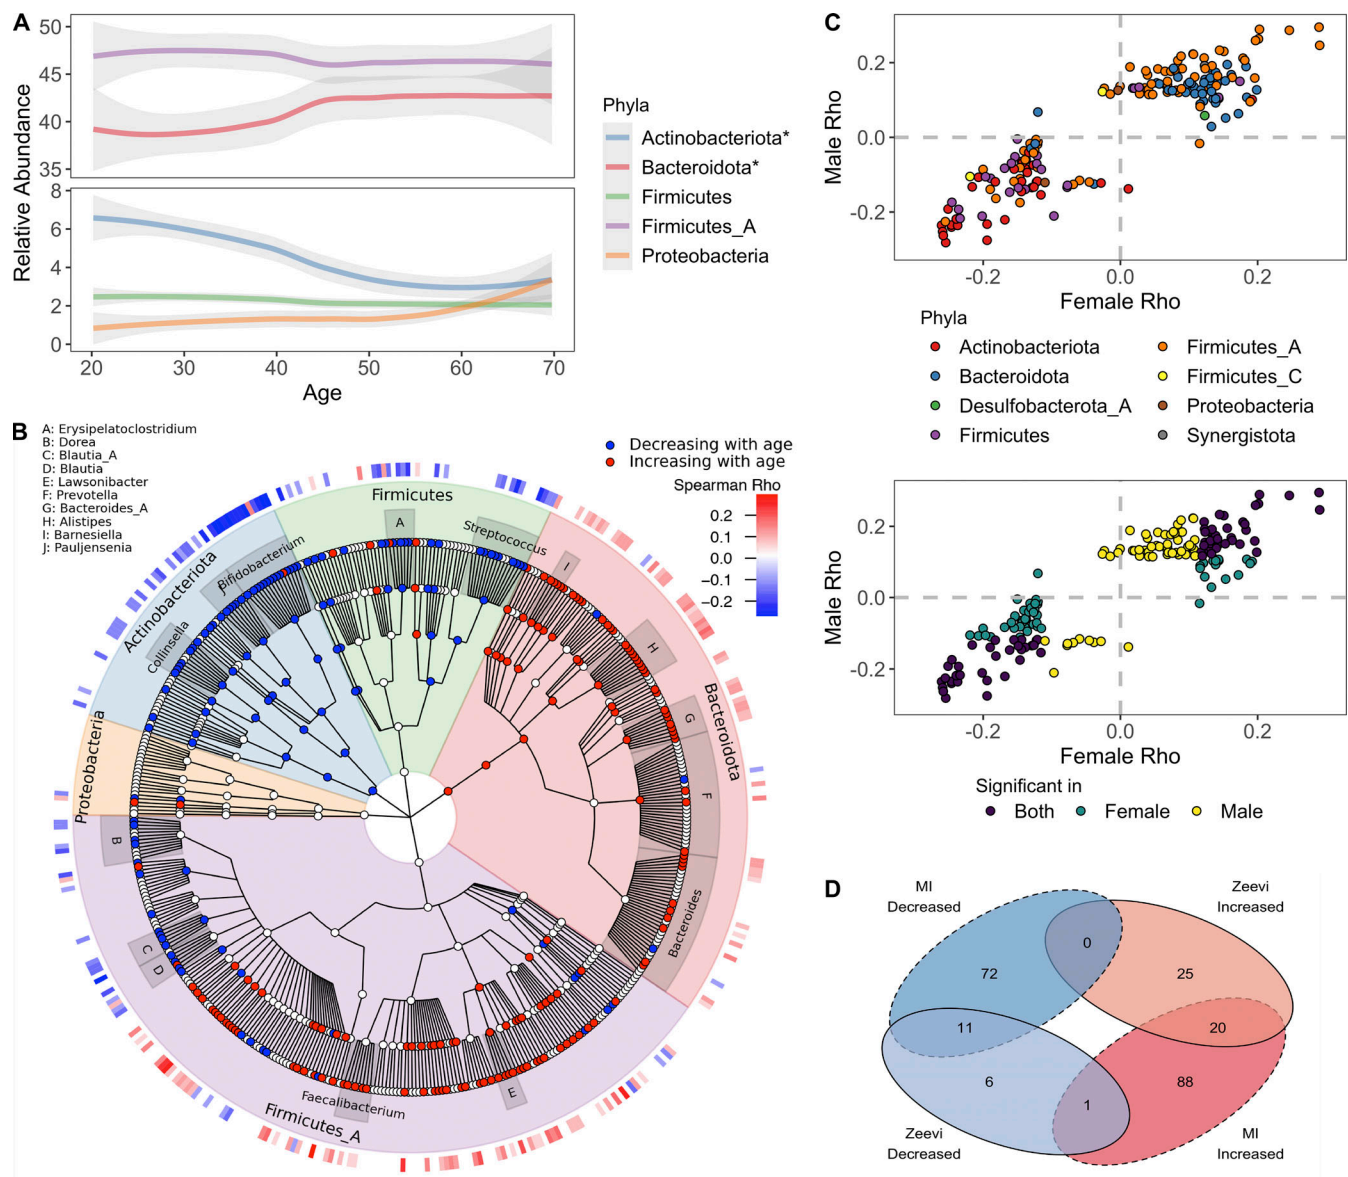 A
50
45
40
35
8
6
4
2
0
Relative Abundance
20
30
40
50
60
70
Age
Phyla
Actinobacteriota*
Bacteroidota*
Firmicutes
Firmicutes_A
Proteobacteria
B
A: Erysipelatoclostridium
B: Dorea
C: Blautia_A
D: Blautia
E: Lawsonibacter
F: Prevotella
G: Bacteroides_A
H: Alistipes
I: Barnesiella
J: Pauljensenia
Decreasing with age
Increasing with age
Spearman Rho
0.2
0.1
0.0
−0.1
−0.2
Firmicutes
A
Streptococcus
I
H
Bacteroidota
G
F
Bacteroides
E
Faecalibacterium
Firmicutes_A
D
C
B
Proteobacteria
Collinsella
Actinobacteriota
Bifidobacterium
C
0.2
0.0
-0.2
Male Rho
-0.2
0.0
0.2
Female Rho
Phyla
Actinobacteriota
Bacteroidota
Desulfobacterota_A
Firmicutes
Firmicutes_A
Firmicutes_C
Proteobacteria
Synergistota
0.2
0.0
-0.2
Male Rho
-0.2
0.0
0.2
Female Rho
Significant in
Both
Female
Male
D
MI
Decreased
Zeevi
Increased
0
72
25
11
20
6
88
1
Zeevi
Decreased
MI
Increased